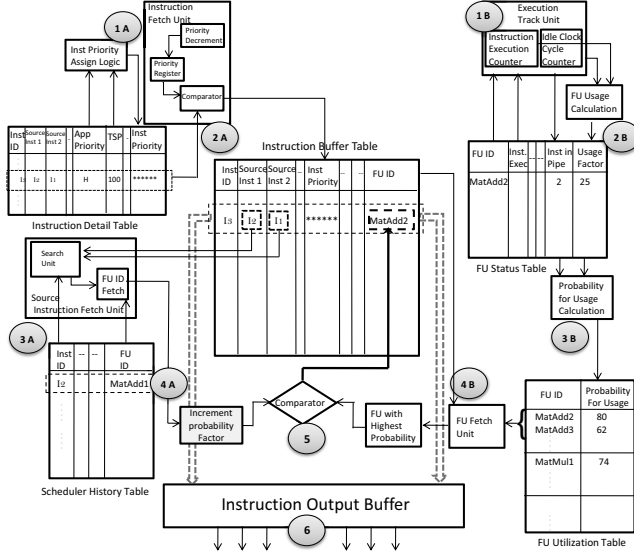 1 A
Inst Priority
Assign Logic
Instruction
Fetch Unit
Priority
Decrement
Priority
Register
Comparator
2 A
Inst
ID
Source
Inst 1
Source
Inst 2
-
App
Priority
TSP
-
Inst
Priority
I3
I2
I1
H
100
******
Instruction Detail Table
1 B
Execution
Track Unit
Instruction
Execution
Counter
Idle Clock
Cycle
Counter
FU Usage
Calculation
2 B
FU ID
Inst.
Exec
-- --
Inst in
Pipe
Usage
Factor
MatAdd2
2
25
FU Status Table
Instruction Buffer Table
Inst
ID
Source
Inst 1
Source
Inst 2
--
Inst
Priority
--
--
FU ID
I3
I2
I1
******
MatAdd2
Search
Unit
FU ID
Fetch
Source
Instruction Fetch Unit
3 A
Inst
ID
--
--
FU
ID
I2
MatAdd1
Scheduler History Table
4 A
Increment
probability
Factor
Comparator
5
FU with
Highest
Probability
4 B
FU Fetch
Unit
Probability
for Usage
Calculation
3 B
FU ID
Probability
For Usage
MatAdd2
80
MatAdd3
62
MatMul1
74
FU Utilization Table
Instruction Output Buffer
6